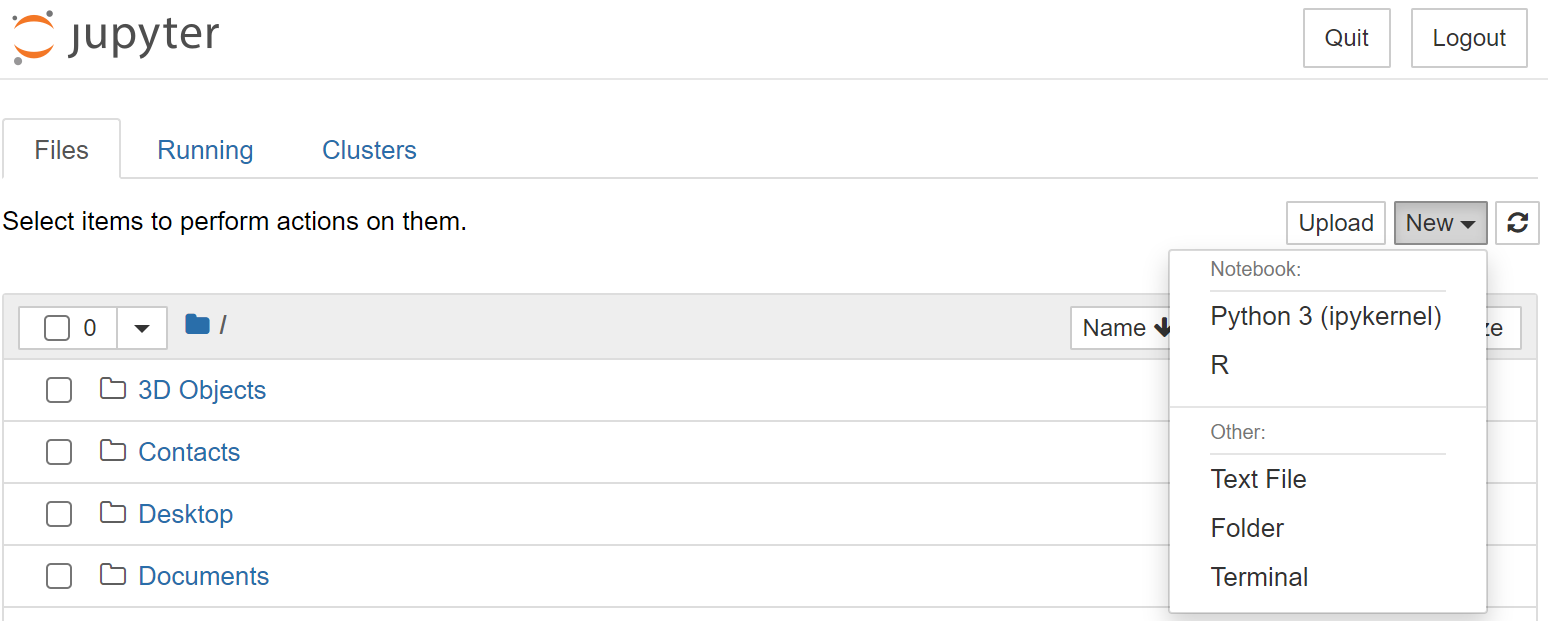 jupyter
Quit
Logout
Files
Running
Clusters
Select items to perform actions on them.
Upload
New
0
/
Name
ze
Notebook:
Python 3 (ipykernel)
R
Other:
Text File
Folder
Terminal
3D Objects
Contacts
Desktop
Documents